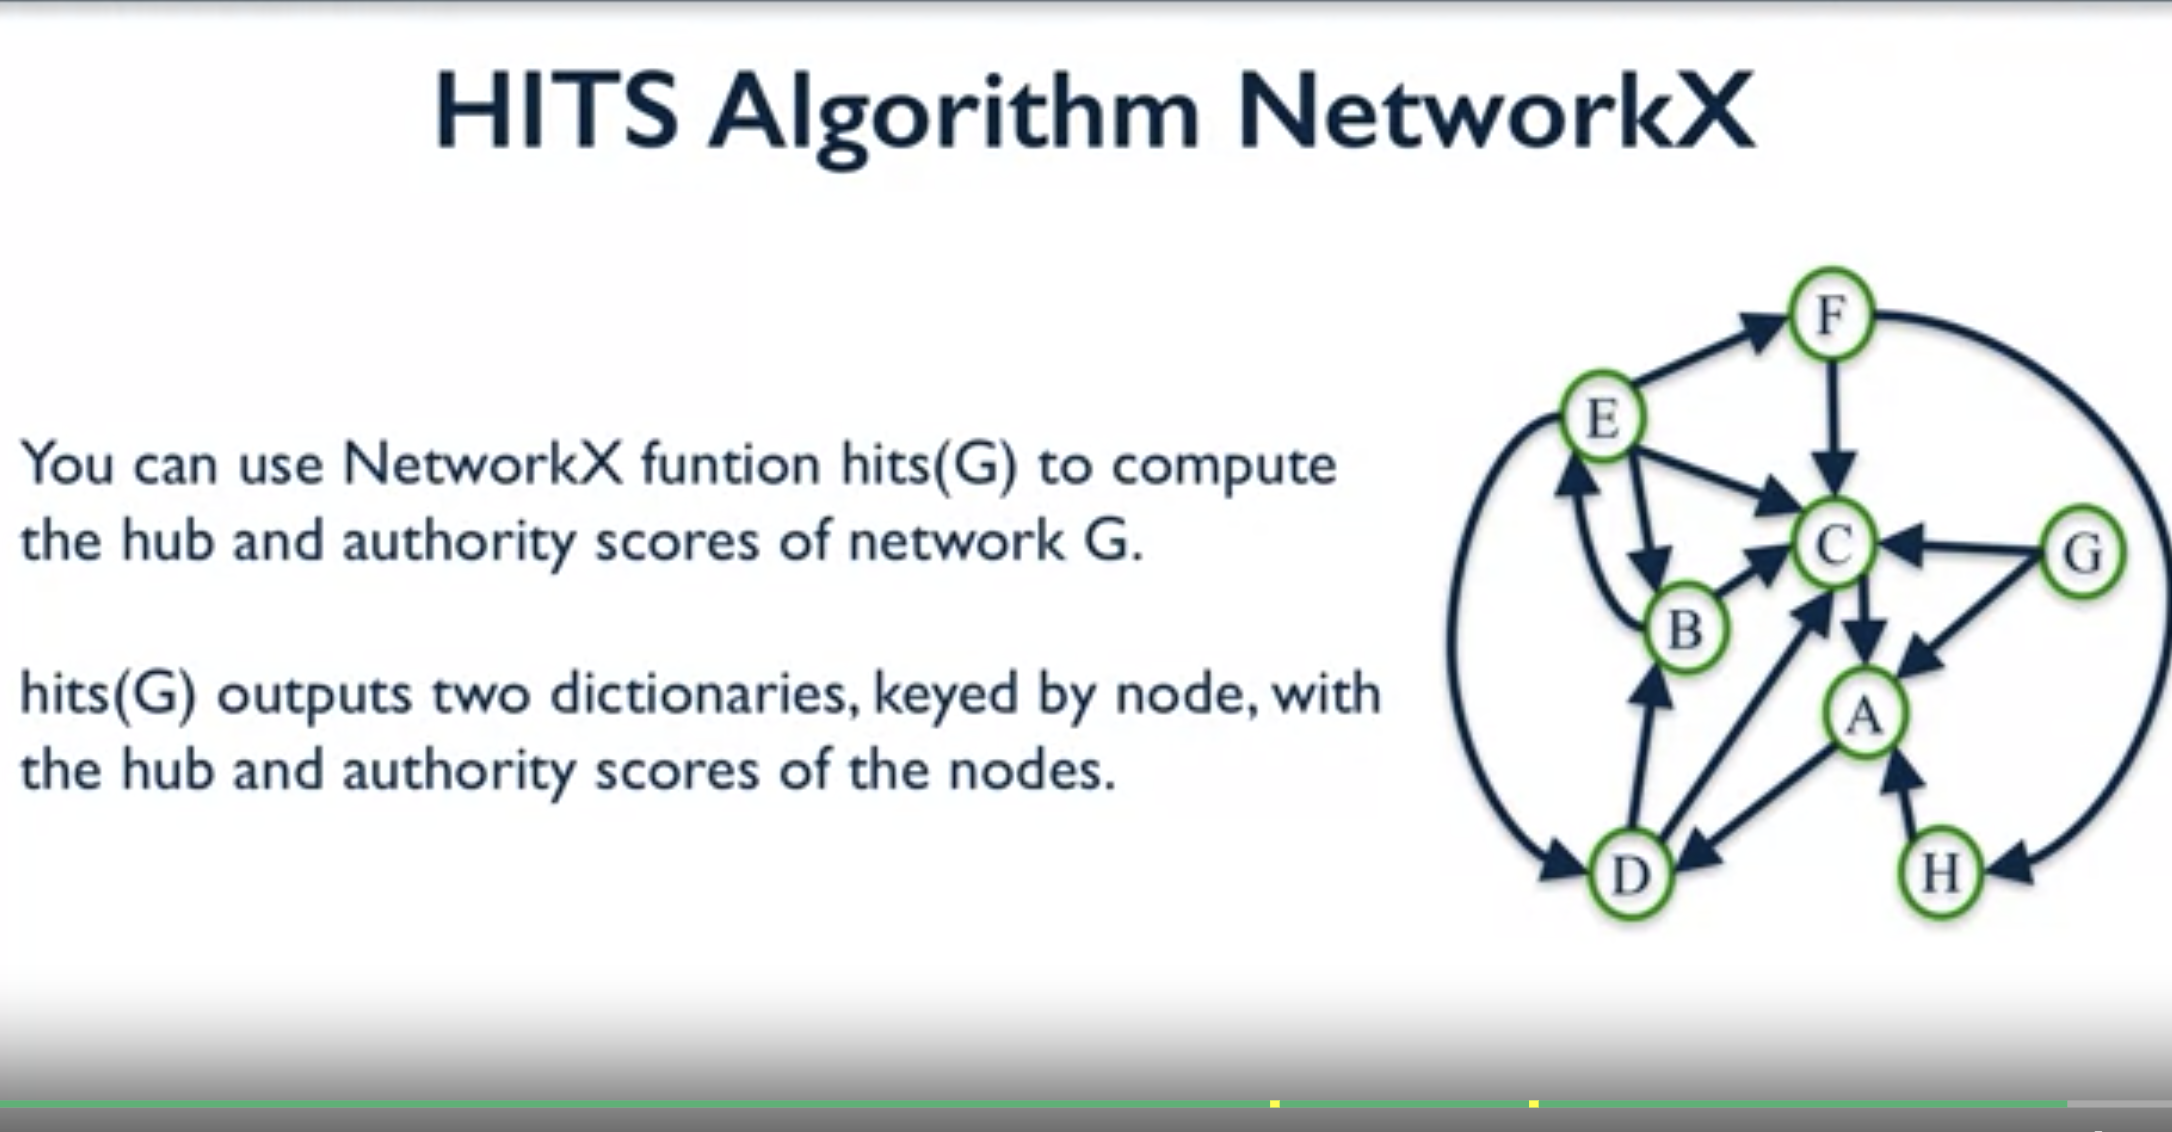 HITS Algorithm NetworkX
You can use NetworkX funtion hits(G) to compute
the hub and authority scores of network G.
hits(G) outputs two dictionaries, keyed by node, with
the hub and authority scores of the nodes.
F
E
C
G
B
A
D
H